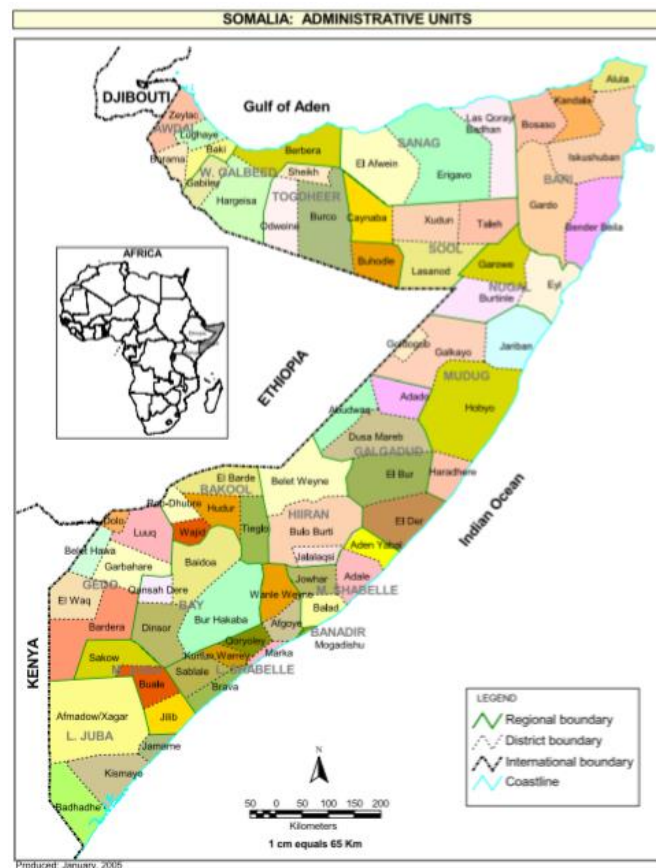 SOMALIA: ADMINISTRATIVE UNITS
DJIBOUTI
Gulf of Aden
Alula
Kandala
Zeylac
Las Qoray/
Badhan
Bosaso
AWDAL
Lughaye
SANAG
Iskushuban
Borama
Baki
Berbera
El Afwein
Gabiley
W. GALBEED
Sheikh
Erigavo
BARI
Hargeisa
TOGDHEER
Gardo
Odweine
Burco
Caynaba
Xudun
Taleh
Bender Beila
SOOL
Buhodle
Lasanod
Garowe
Eyl
AFRICA
NUGAL
Burtinle
ETHIOPIA
Goldogob
Galkayo
Jariban
MUDUG
Abudwaq
Adado
Hobyo
Dusa Mareb
GALGADUD
El Barde
Belet Weyne
El Bur
Haradhere
BAKOOL
Rab-Dhubre
Hudur
Tieglo
HIIRAN
El Der
Indian Ocean
Dolo
Luuq
Wajid
Bulo Burti
Belet Hawa
Garbahare
Baidoa
Jalalaqsi
Aden Yabal
GEDO
Qansah Dere
Jowhar
Adale
El Waq
BAY
Wanle Weyne
M. SHABELLE
Bardera
Dinsor
Bur Hakaba
Balad
Afgoye
BANADIR
Mogadishu
Qoryoley
Marka
KENYA
Sakow
Kurtun Warrey
L. SHABELLE
Sablale
Buale
Brava
Afmadow/Xagar
Jilib
L. JUBA
Jamame
Kismayo
Badhadhe
LEGEND
Regional boundary
District boundary
International boundary
Coastline
N
50 0 50 100 150 200
Kilometers
1 cm equals 65 Km
Produced: January, 2005